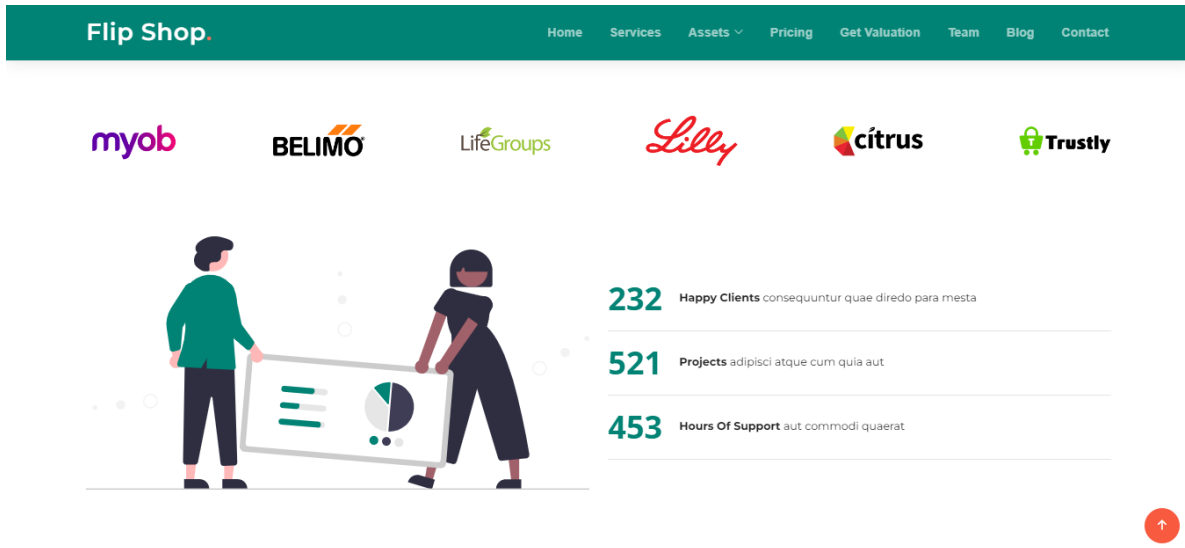 Flip Shop.
Home Services Assets Pricing Get Valuation Team Blog Contact
myob BELIMO LifeGroups Lilly cítrus Trustly
232 Happy Clients consequuntur quae diredo para mesta
521 Projects adipisci atque cum quia aut
453 Hours Of Support aut commodi quaerat